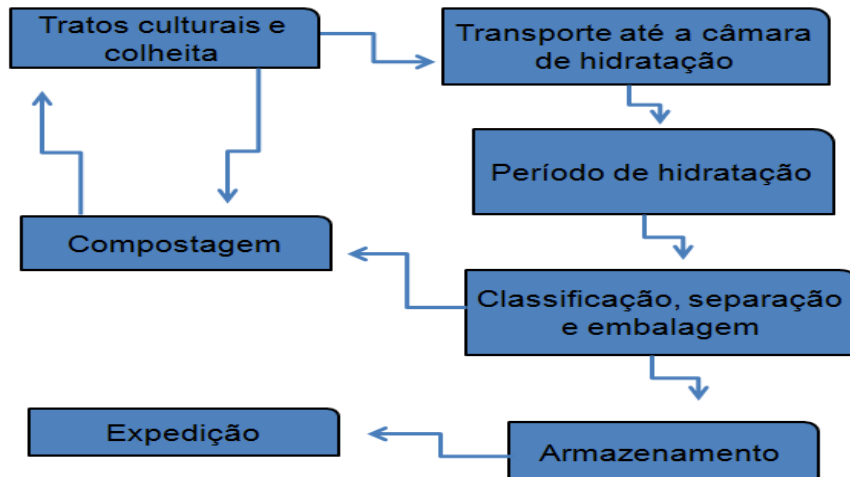 Tratos culturais e
colheita
Transporte até a câmara
de hidratação
Período de hidratação
Compostagem
Classificação, separação
e embalagem
Expedição
Armazenamento